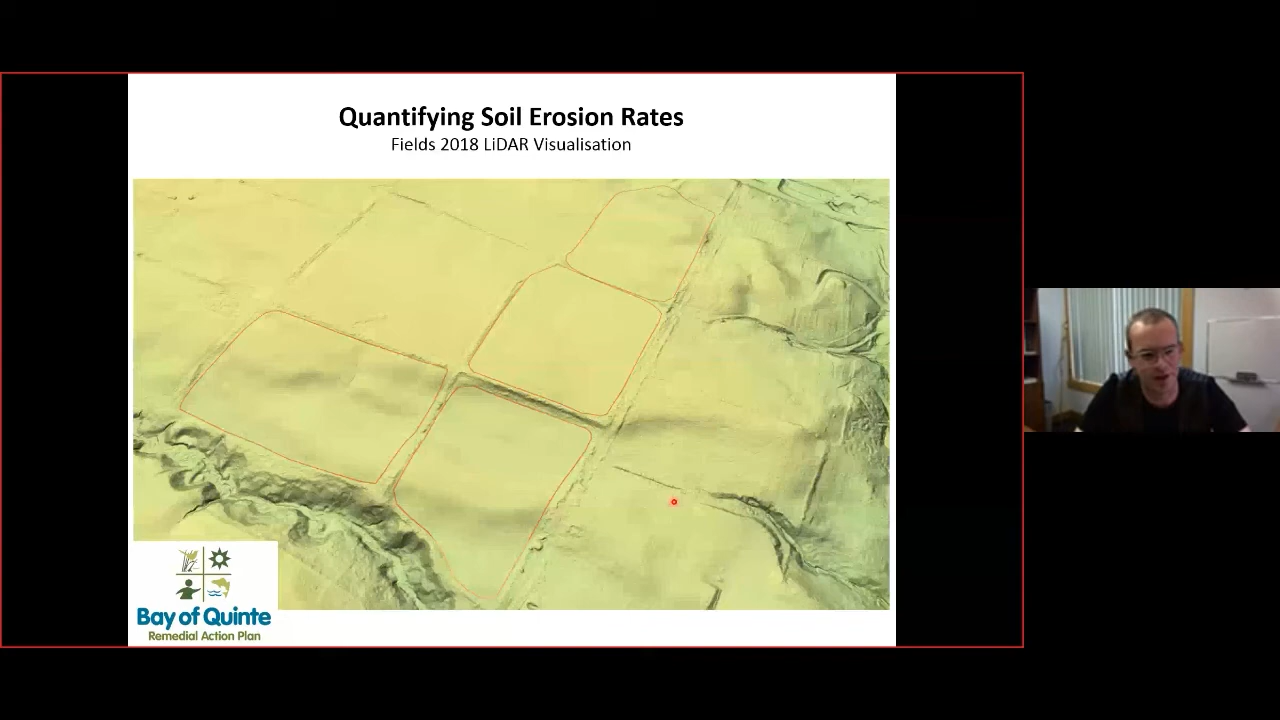 Quantifying Soil Erosion Rates
Fields 2018 LiDAR Visualisation
Bay of Quinte
Remedial Action Plan